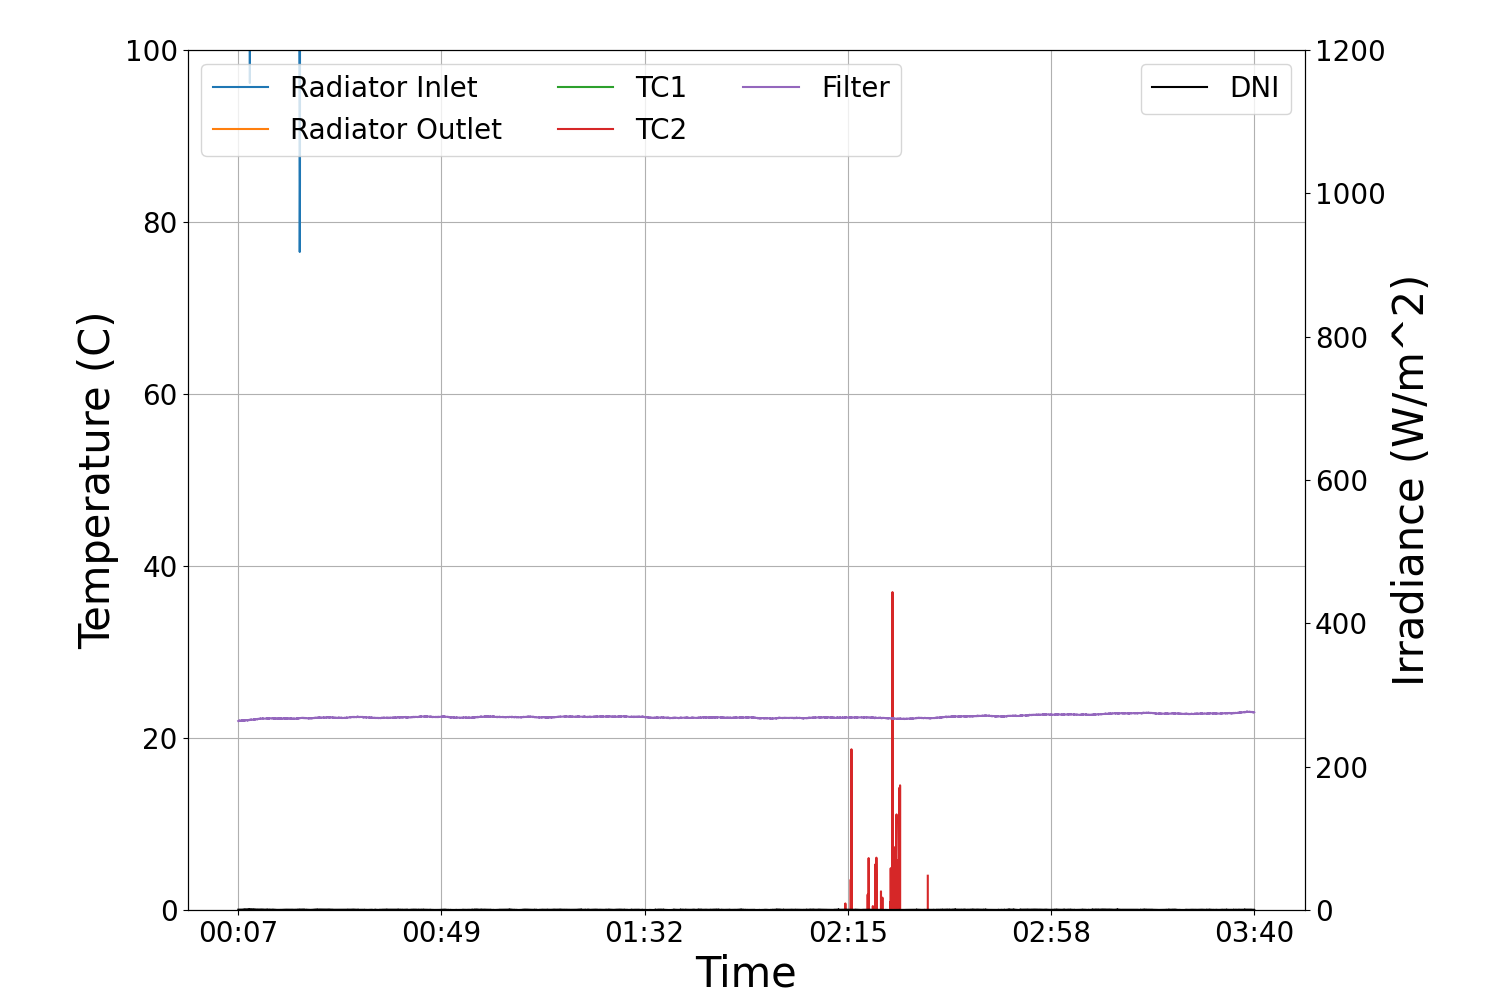 100
80
60
40
20
0
Temperature (C)
Radiator Inlet
Radiator Outlet
TC1
TC2
Filter
DNI
1200
1000
800
600
400
200
0
Irradiance (W/m^2)
00:07 00:49 01:32 02:15 02:58 03:40
Time